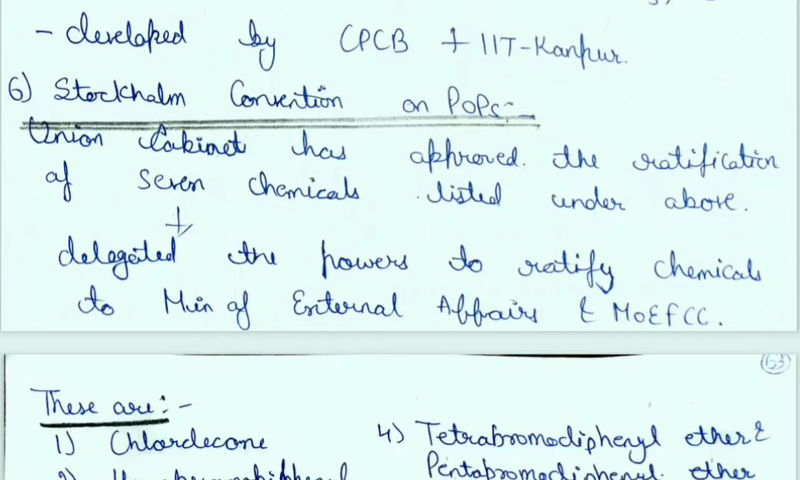 - developed by CPCB + IIT-Kanpur.
6) Stockhalm Convention on POPs:-
Union Cabinet has approved. the ratification
of seven chemicals listed under above.
+
delegated the powers to ratify chemicals
to Min of External Affairs & MoEFCC.
(63)
These are:-
1) Chlordecone
4) Tetrabromodiphenyl ether &
Pentabromodiphenyl. ether